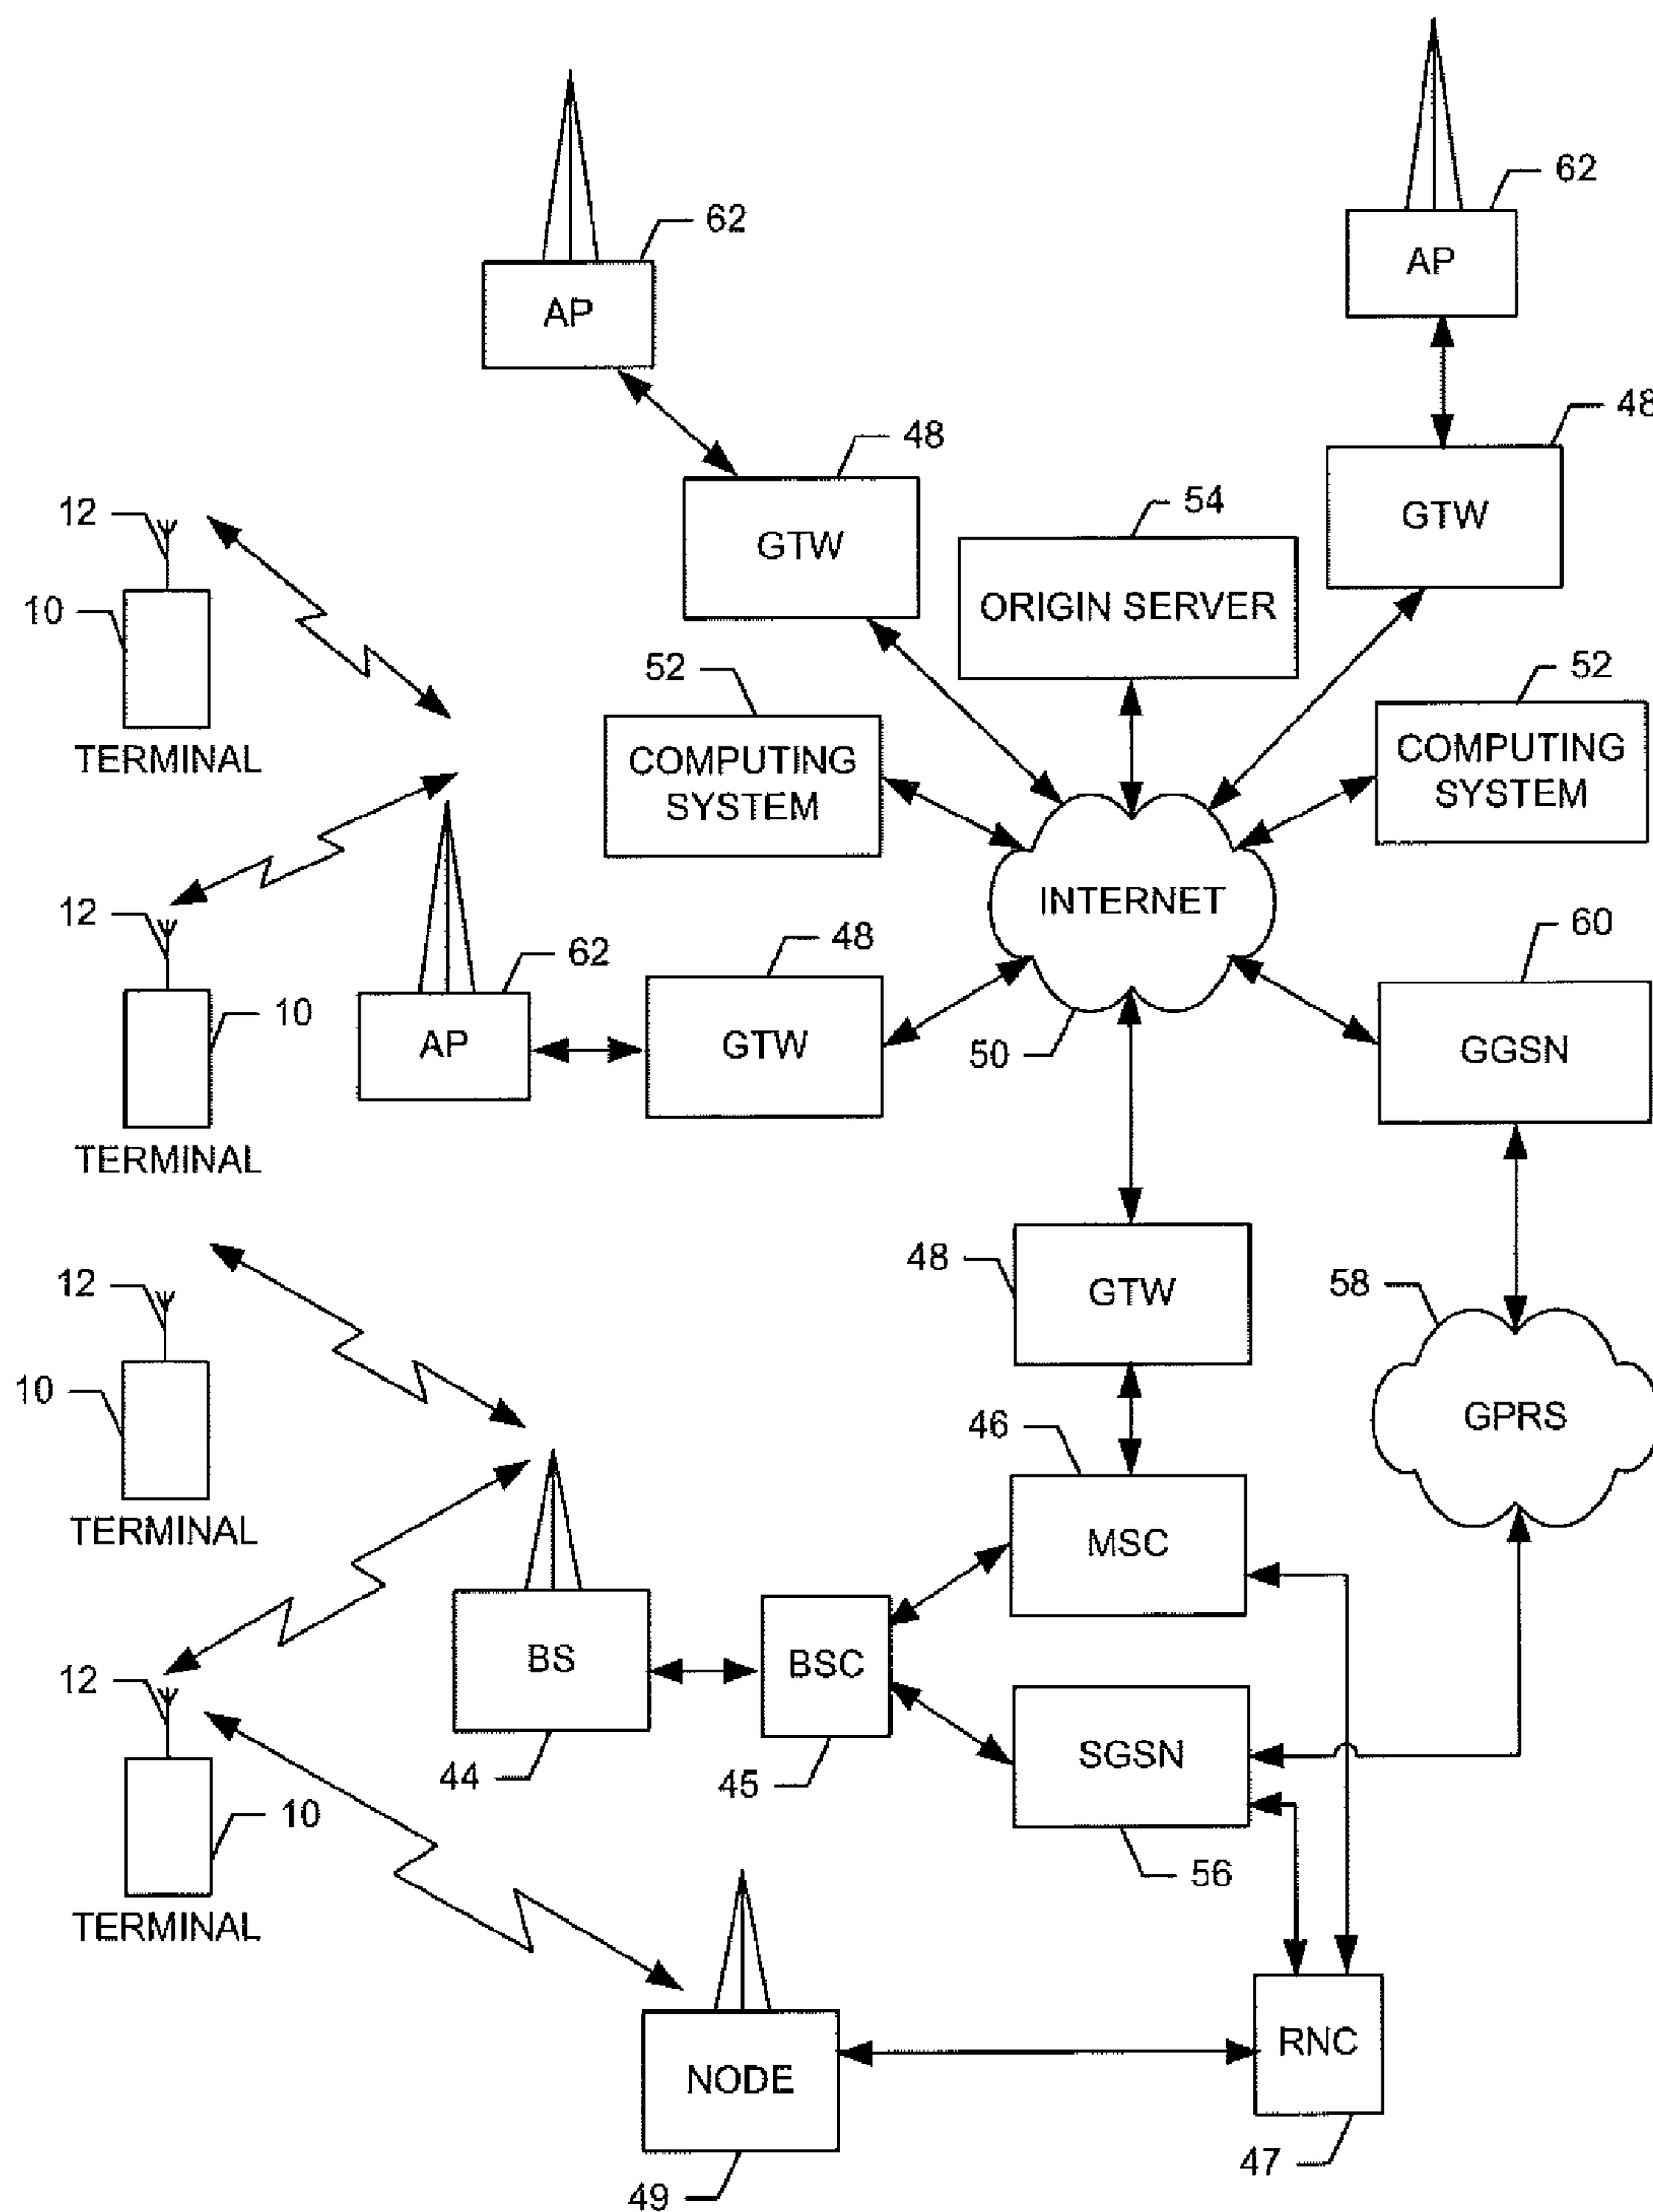 62
AP
62
AP
48
GTW
48
GTW
54
ORIGIN SERVER
12
10
TERMINAL
52
COMPUTING
SYSTEM
52
COMPUTING
SYSTEM
INTERNET
50
12
10
TERMINAL
62
AP
48
GTW
60
GGSN
48
GTW
58
GPRS
12
10
TERMINAL
46
MSC
BS
44
BSC
45
SGSN
56
12
10
TERMINAL
NODE
49
RNC
47